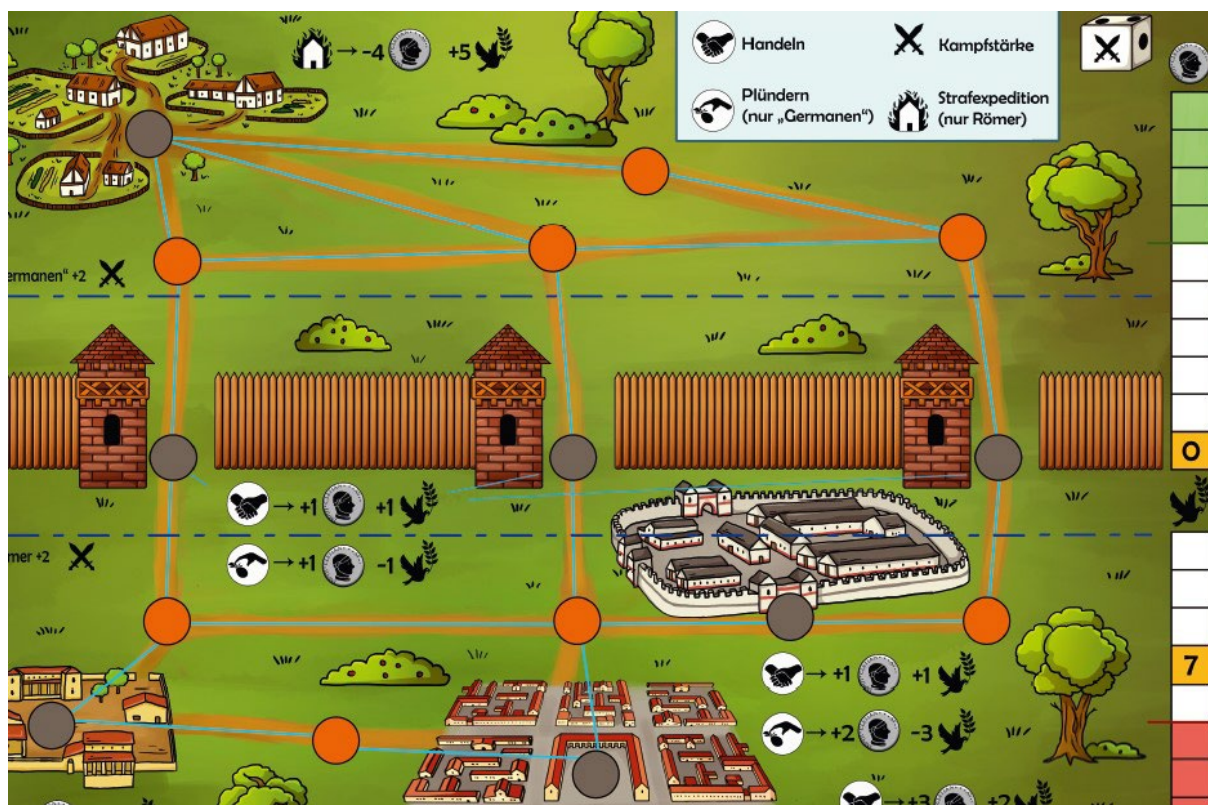 -4 +5
Handeln
Kampfstärke
Plündern
(nur „Germanen“)
Strafexpedition
(nur Römer)
ermanen“ +2
0
+1 +1
+1 -1
mer +2
+1 +1
7
+2 -3
+3 +2